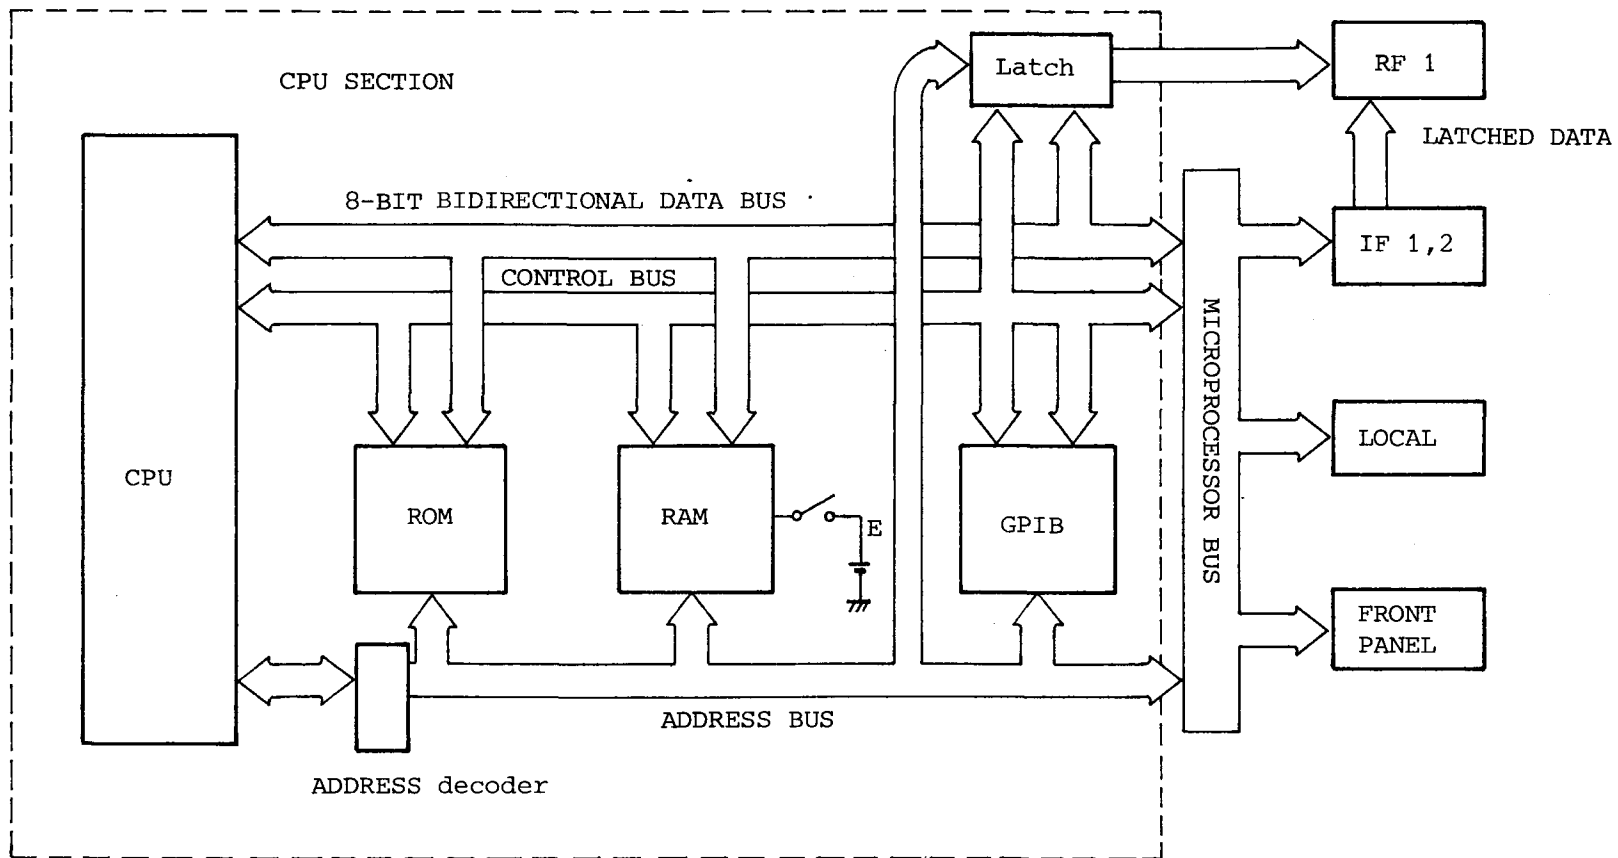 CPU SECTION
Latch
RF 1
LATCHED DATA
8-BIT BIDIRECTIONAL DATA BUS
IF 1,2
CONTROL BUS
MICROPROCESSOR BUS
LOCAL
CPU
ROM
RAM
E
GPIB
FRONT
PANEL
ADDRESS BUS
ADDRESS decoder